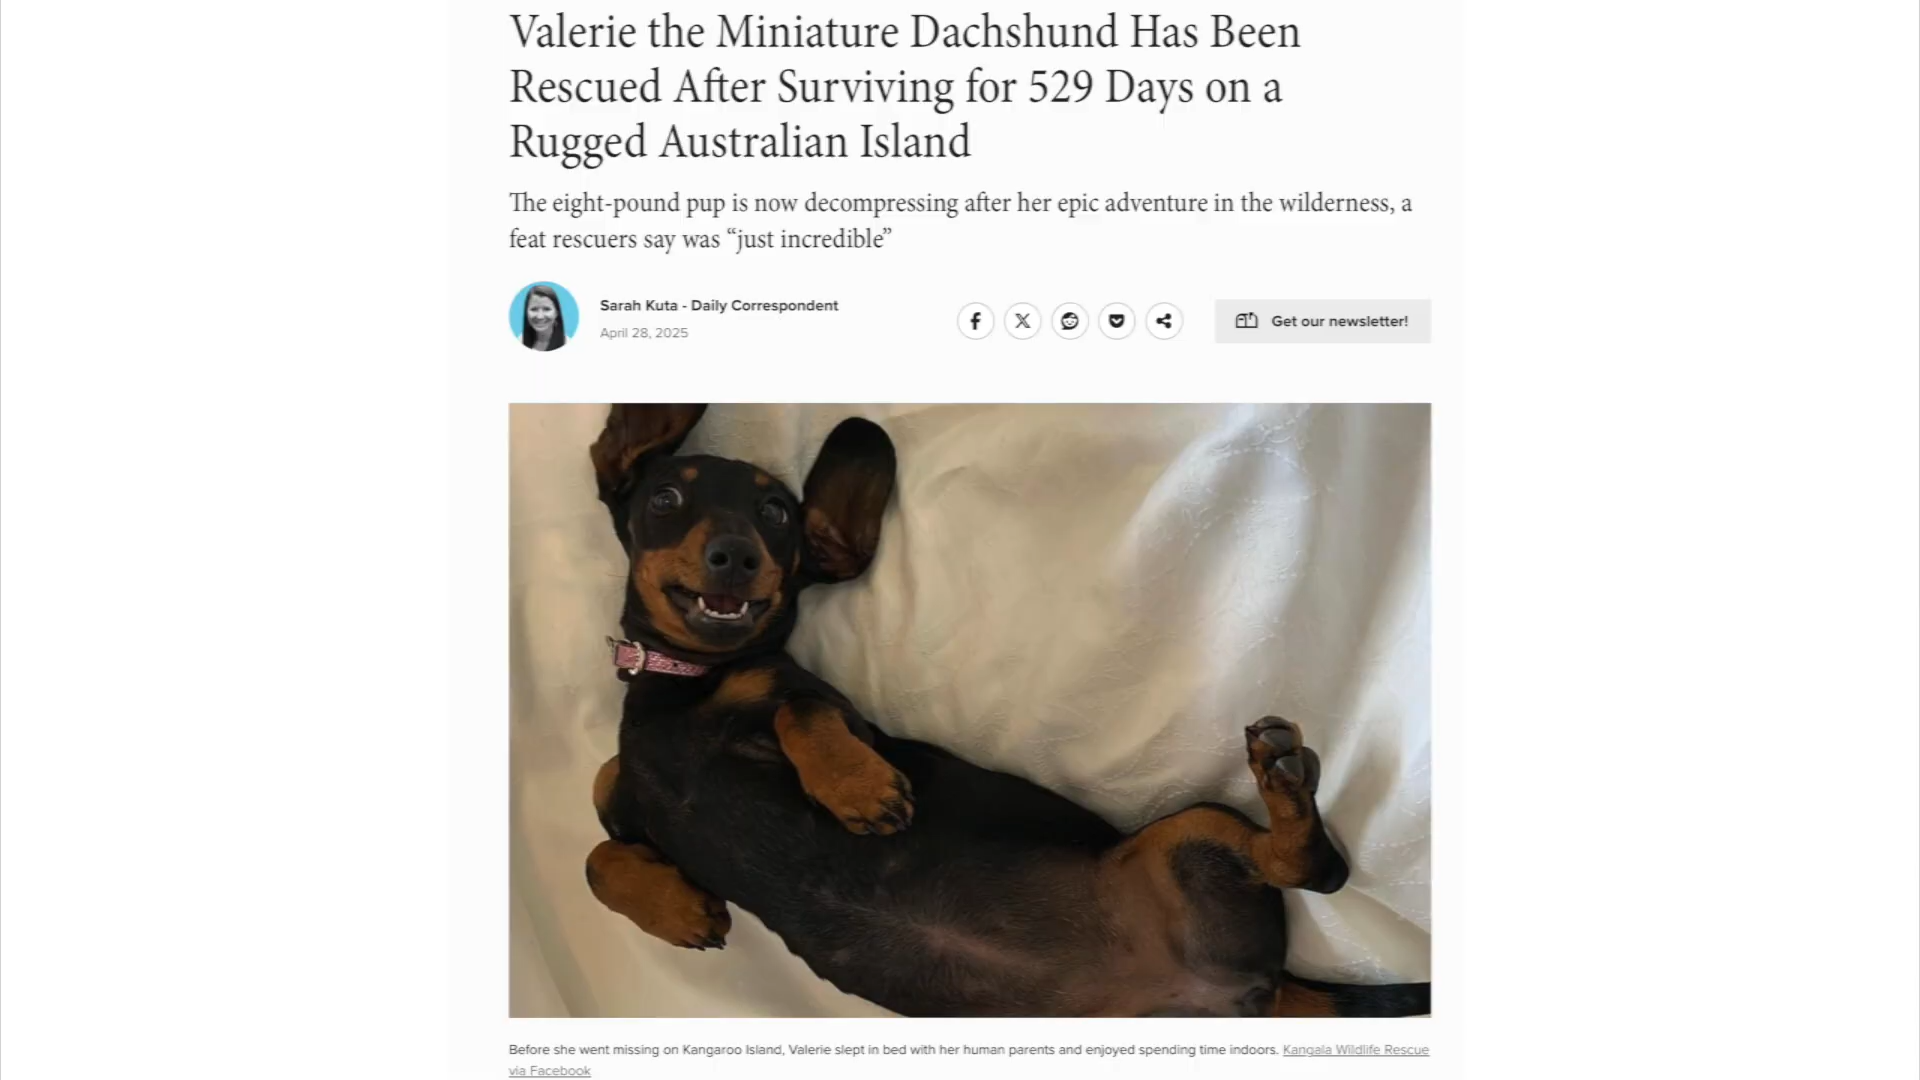 Valerie the Miniature Dachshund Has Been
Rescued After Surviving for 529 Days on a
Rugged Australian Island
The eight-pound pup is now decompressing after her epic adventure in the wilderness, a
feat rescuers say was “just incredible”
Sarah Kuta - Daily Correspondent
April 28, 2025
Get our newsletter!
Before she went missing on Kangaroo Island, Valerie slept in bed with her human parents and enjoyed spending time indoors. Kangala Wildlife Rescue
via Facebook